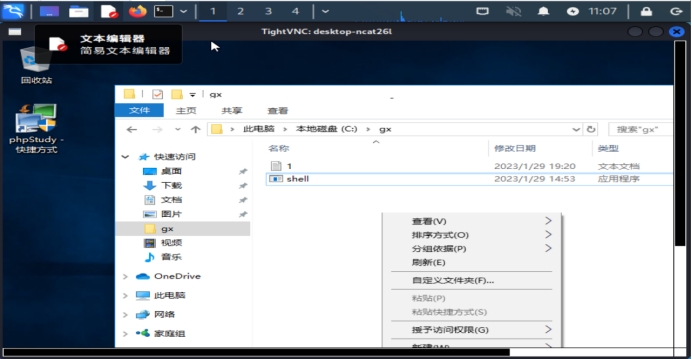 1 2 3 4 11:07
TightVNC: desktop-ncat26l
文本编辑器
简易文本编辑器
回收站
phpStudy -
快捷方式
gx
文件 主页 共享 查看
此电脑 > 本地磁盘 (C:) > gx
搜索"gx"
名称 修改日期 类型
1 2023/1/29 19:20 文本文档
shell 2023/1/29 14:53 应用程序
快速访问
桌面
下载
文档
图片
gx
视频
音乐
OneDrive
此电脑
网络
家庭组
查看(V)
排序方式(O)
分组依据(P)
刷新(E)
自定义文件夹(F)...
粘贴(P)
粘贴快捷方式(S)
授予访问权限(G)